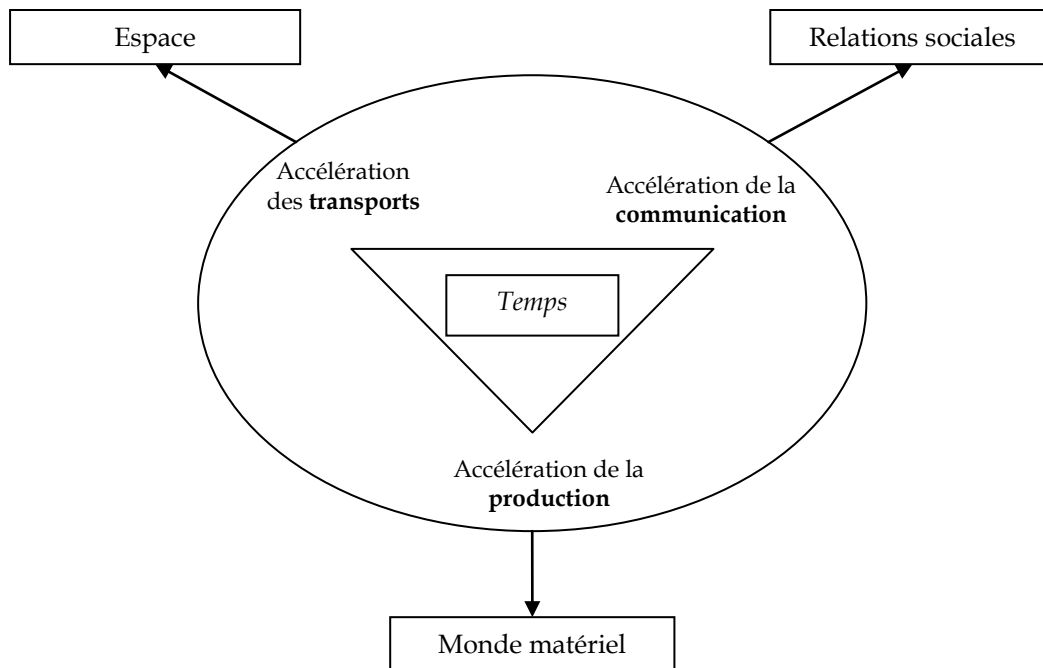 Espace
Relations sociales
Accélération
des transports
Accélération de la
communication
Temps
Accélération de la
production
Monde matériel